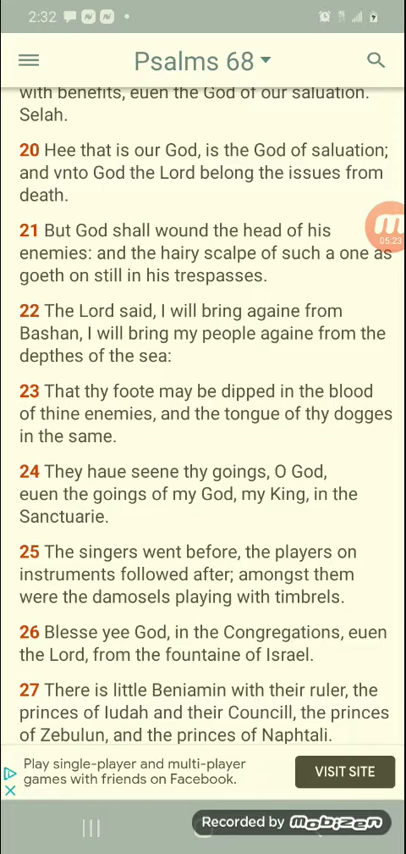 2:32
Psalms 68
with benefits, euen the God of our saluation.
Selah.
20 Hee that is our God, is the God of saluation;
and vnto God the Lord belong the issues from
death.
21 But God shall wound the head of his
enemies: and the hairy scalpe of such a one as
goeth on still in his trespasses.
05:23
22 The Lord said, I will bring againe from
Bashan, I will bring my people againe from the
depthes of the sea:
23 That thy foote may be dipped in the blood
of thine enemies, and the tongue of thy dogges
in the same.
24 They haue seene thy goings, O God,
euen the goings of my God, my King, in the
Sanctuarie.
25 The singers went before, the players on
instruments followed after; amongst them
were the damosels playing with timbrels.
26 Blesse yee God, in the Congregations, euen
the Lord, from the fountaine of Israel.
27 There is little Beniamin with their ruler, the
princes of Iudah and their Councill, the princes
of Zebulun, and the princes of Naphtali.
Play single-player and multi-player
games with friends on Facebook.
VISIT SITE
Recorded by mobizen